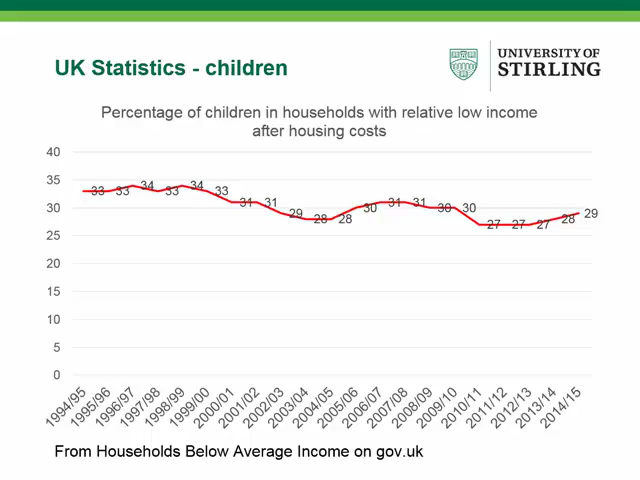 UK Statistics - children
UNIVERSITY OF
STIRLING
Percentage of children in households with relative low income
after housing costs
40
35
30
25
20
15
10
5
0
33 33 34 33 34 33 31 31 29 28 28 30 31 31 30 30 27 27 27 28 29
1994/95 1995/96 1996/97 1997/98 1998/99 1999/00 2000/01 2001/02 2002/03 2003/04 2004/05 2005/06 2006/07 2007/08 2008/09 2009/10 2010/11 2011/12 2012/13 2013/14 2014/15
From Households Below Average Income on gov.uk